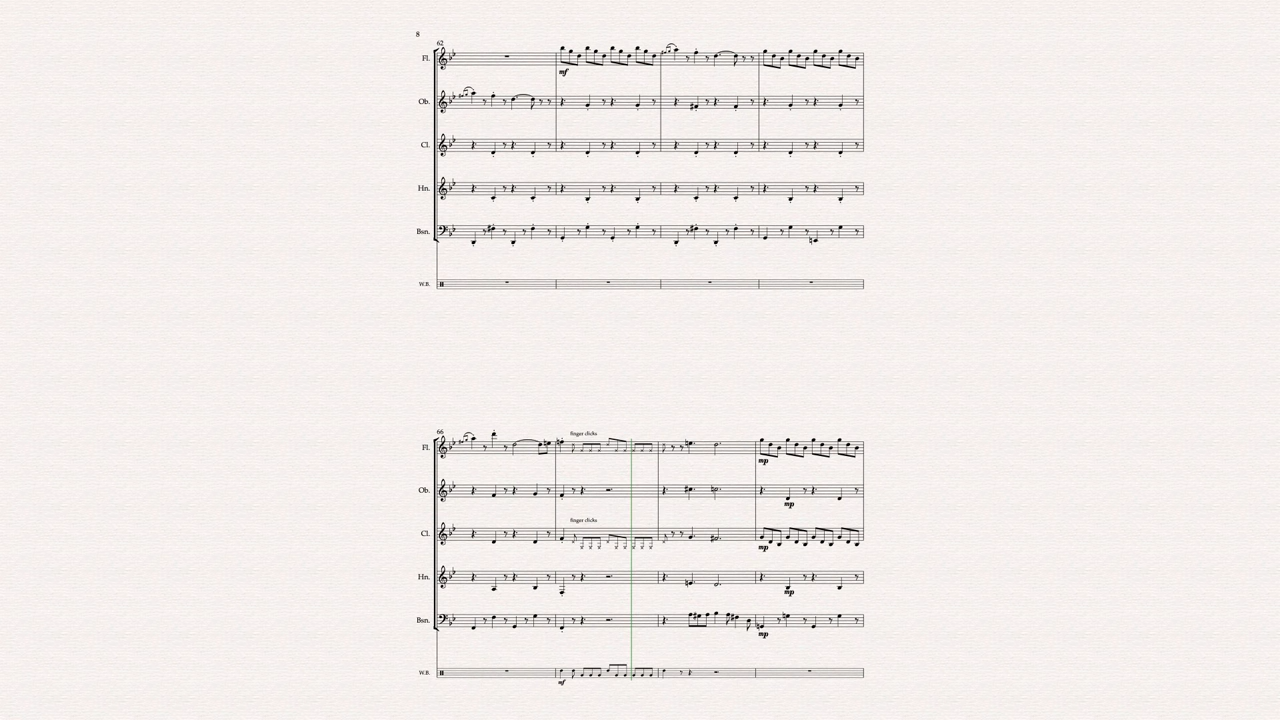 8
62
Fl.
mf
Ob.
Cl.
Hn.
Bsn.
W.B.
66
finger clicks
Fl.
mp
Ob.
mp
finger clicks
Cl.
mp
Hn.
mp
Bsn.
mp
W.B.
mf